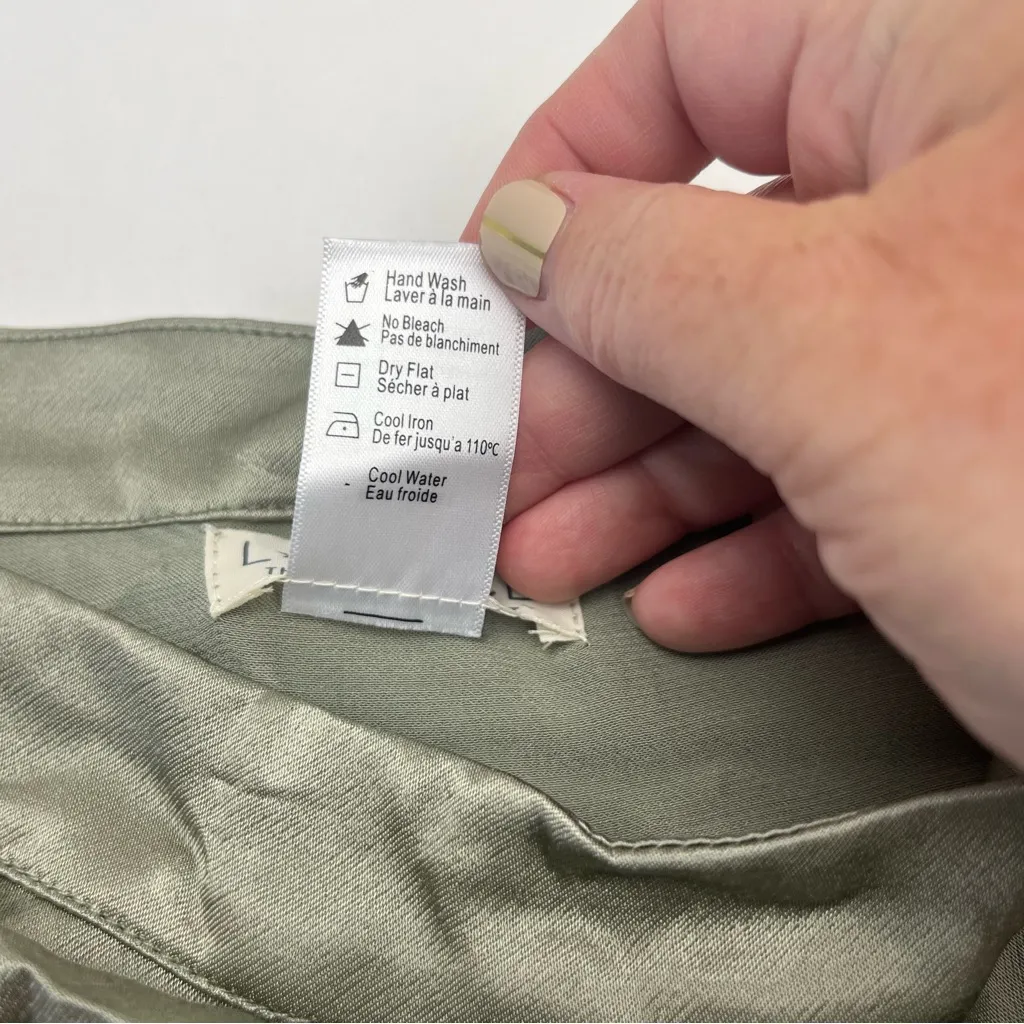 Hand Wash
Laver à la main
No Bleach
Pas de blanchiment
Dry Flat
Sécher à plat
Cool Iron
De fer jusqu'a 110°C
- Cool Water
Eau froide